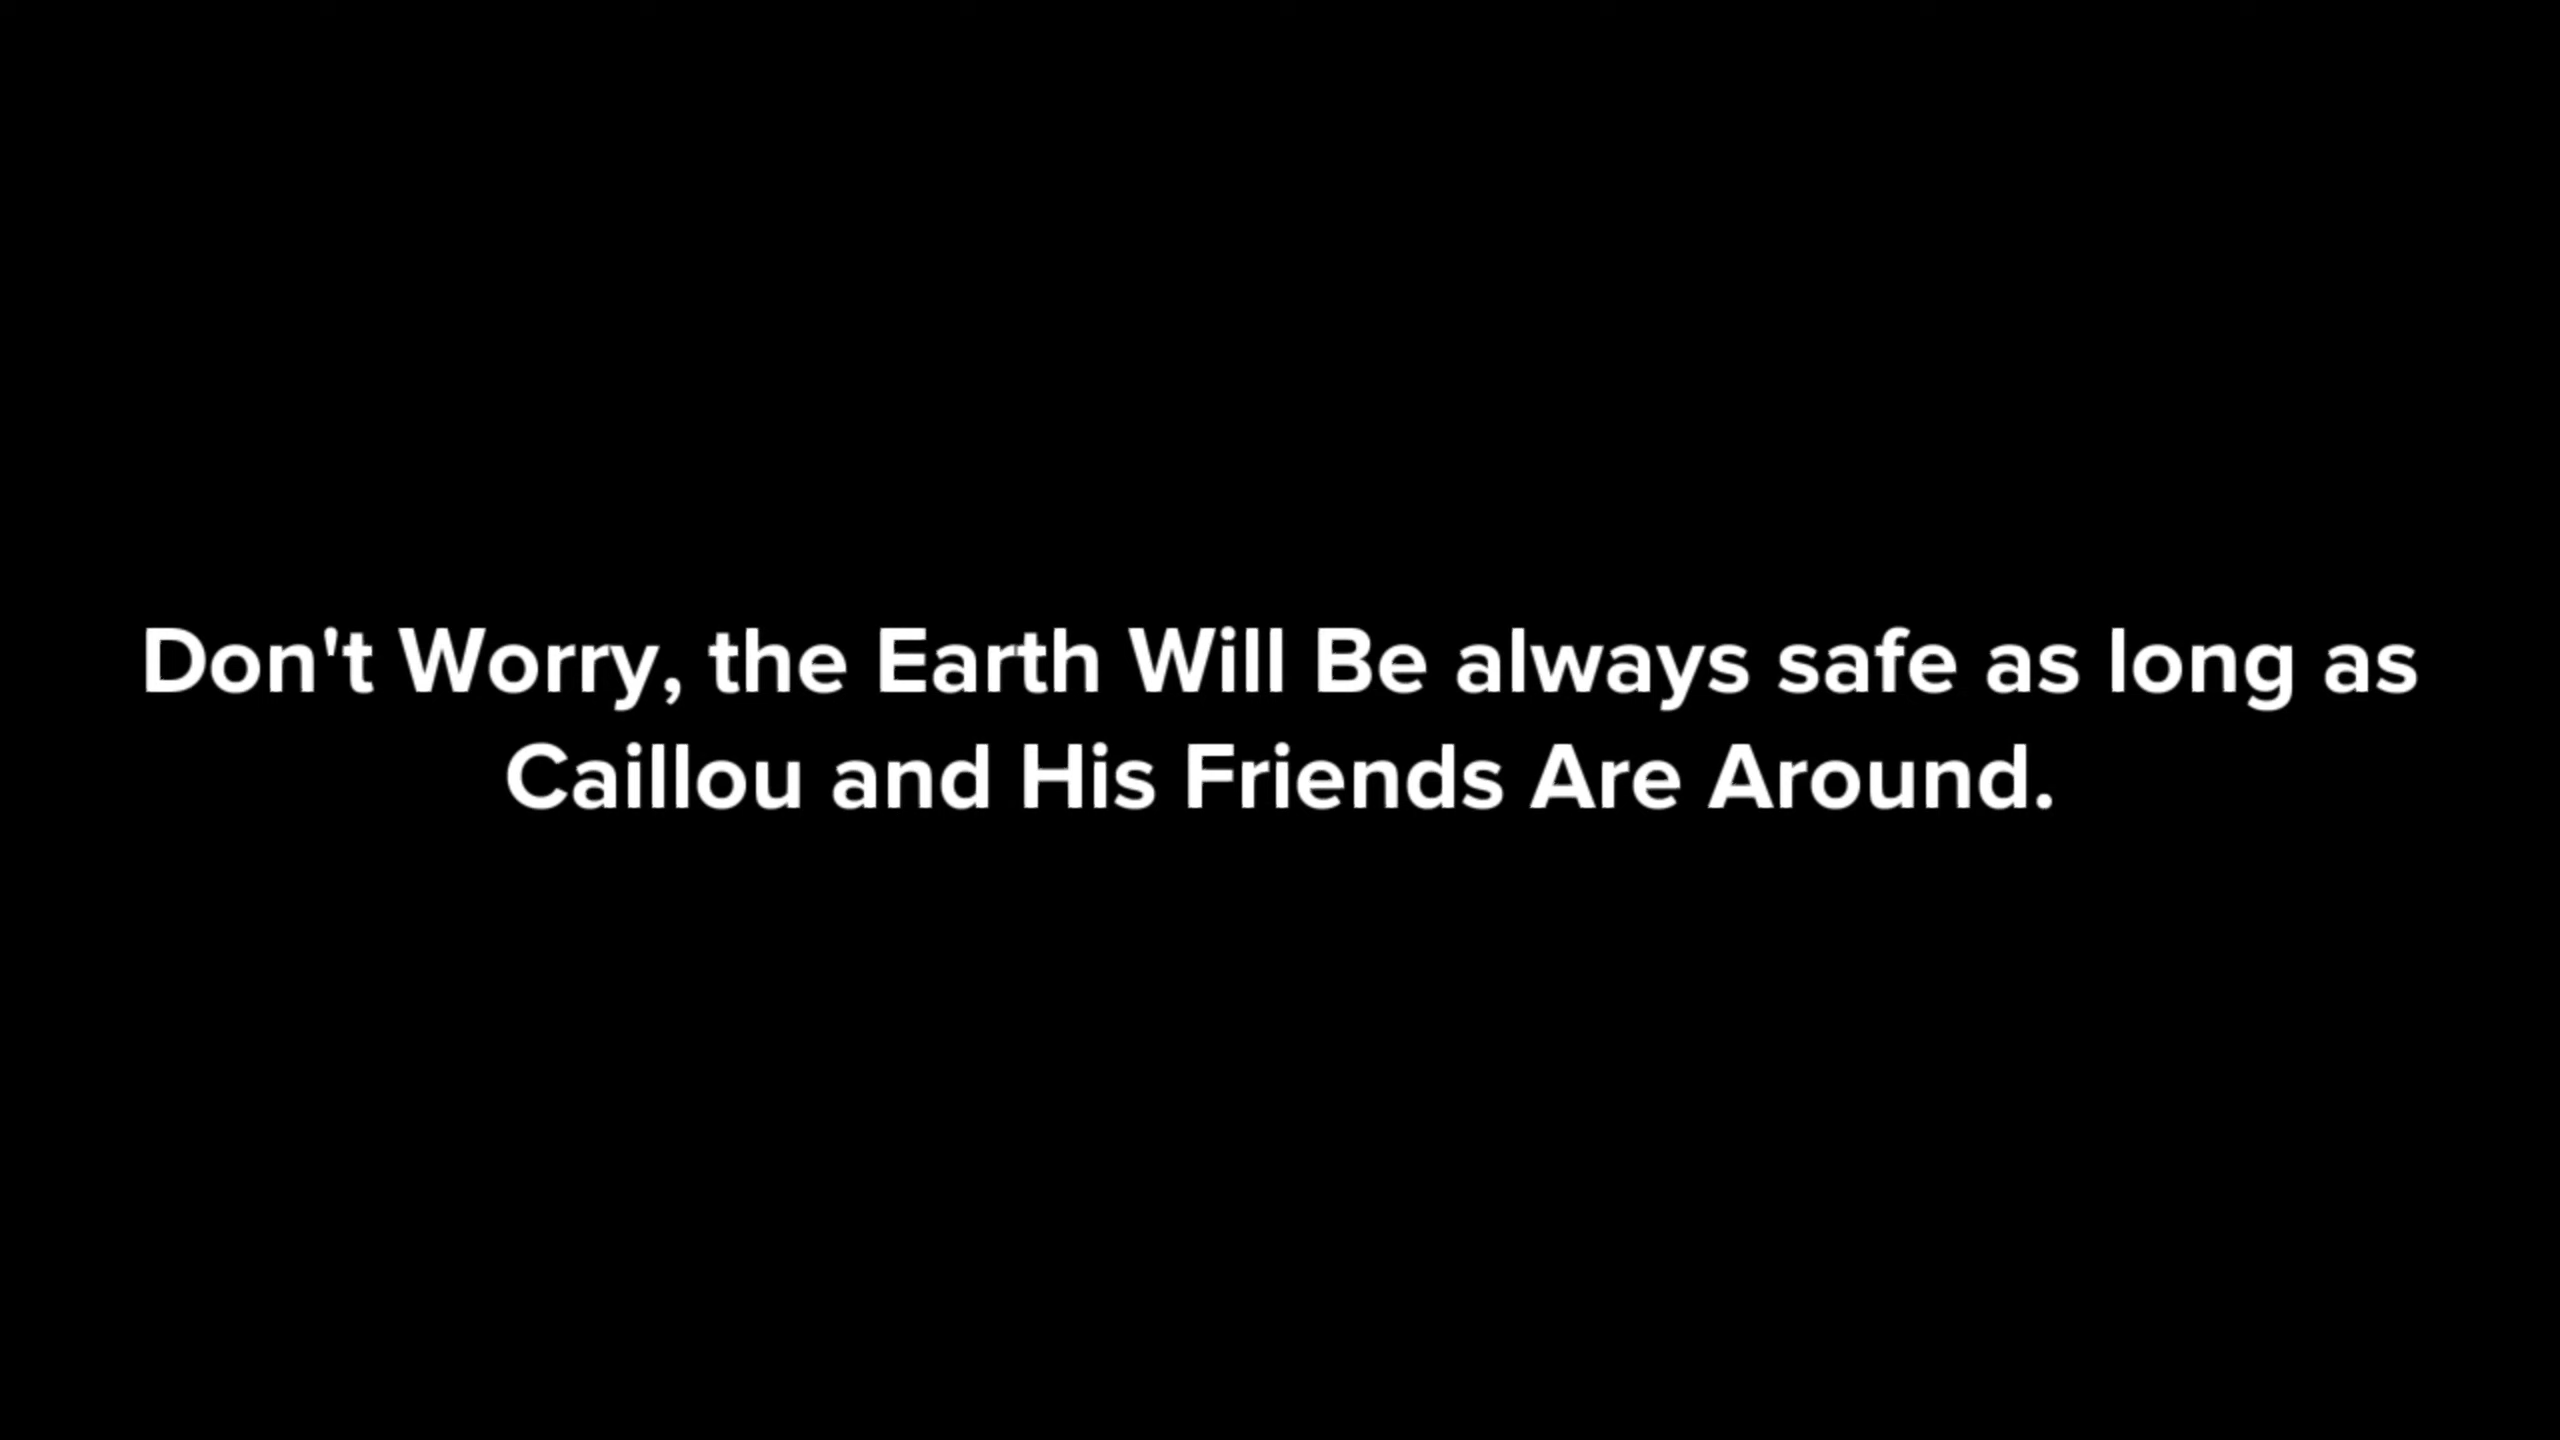 Don't Worry, the Earth Will Be always safe as long as
Caillou and His Friends Are Around.